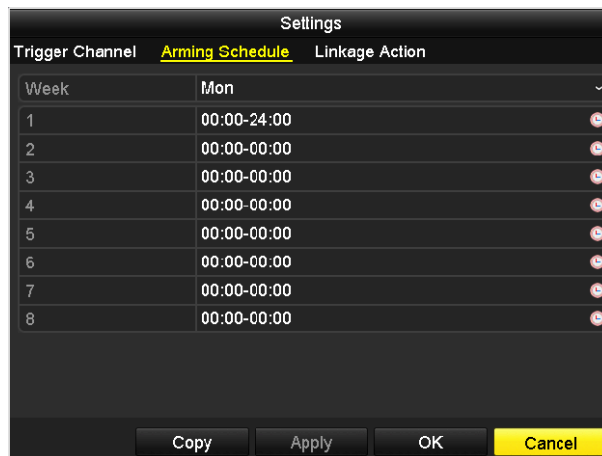 Settings
Trigger Channel Arming Schedule Linkage Action
Week Mon
1 00:00-24:00
2 00:00-00:00
3 00:00-00:00
4 00:00-00:00
5 00:00-00:00
6 00:00-00:00
7 00:00-00:00
8 00:00-00:00
Copy Apply OK Cancel